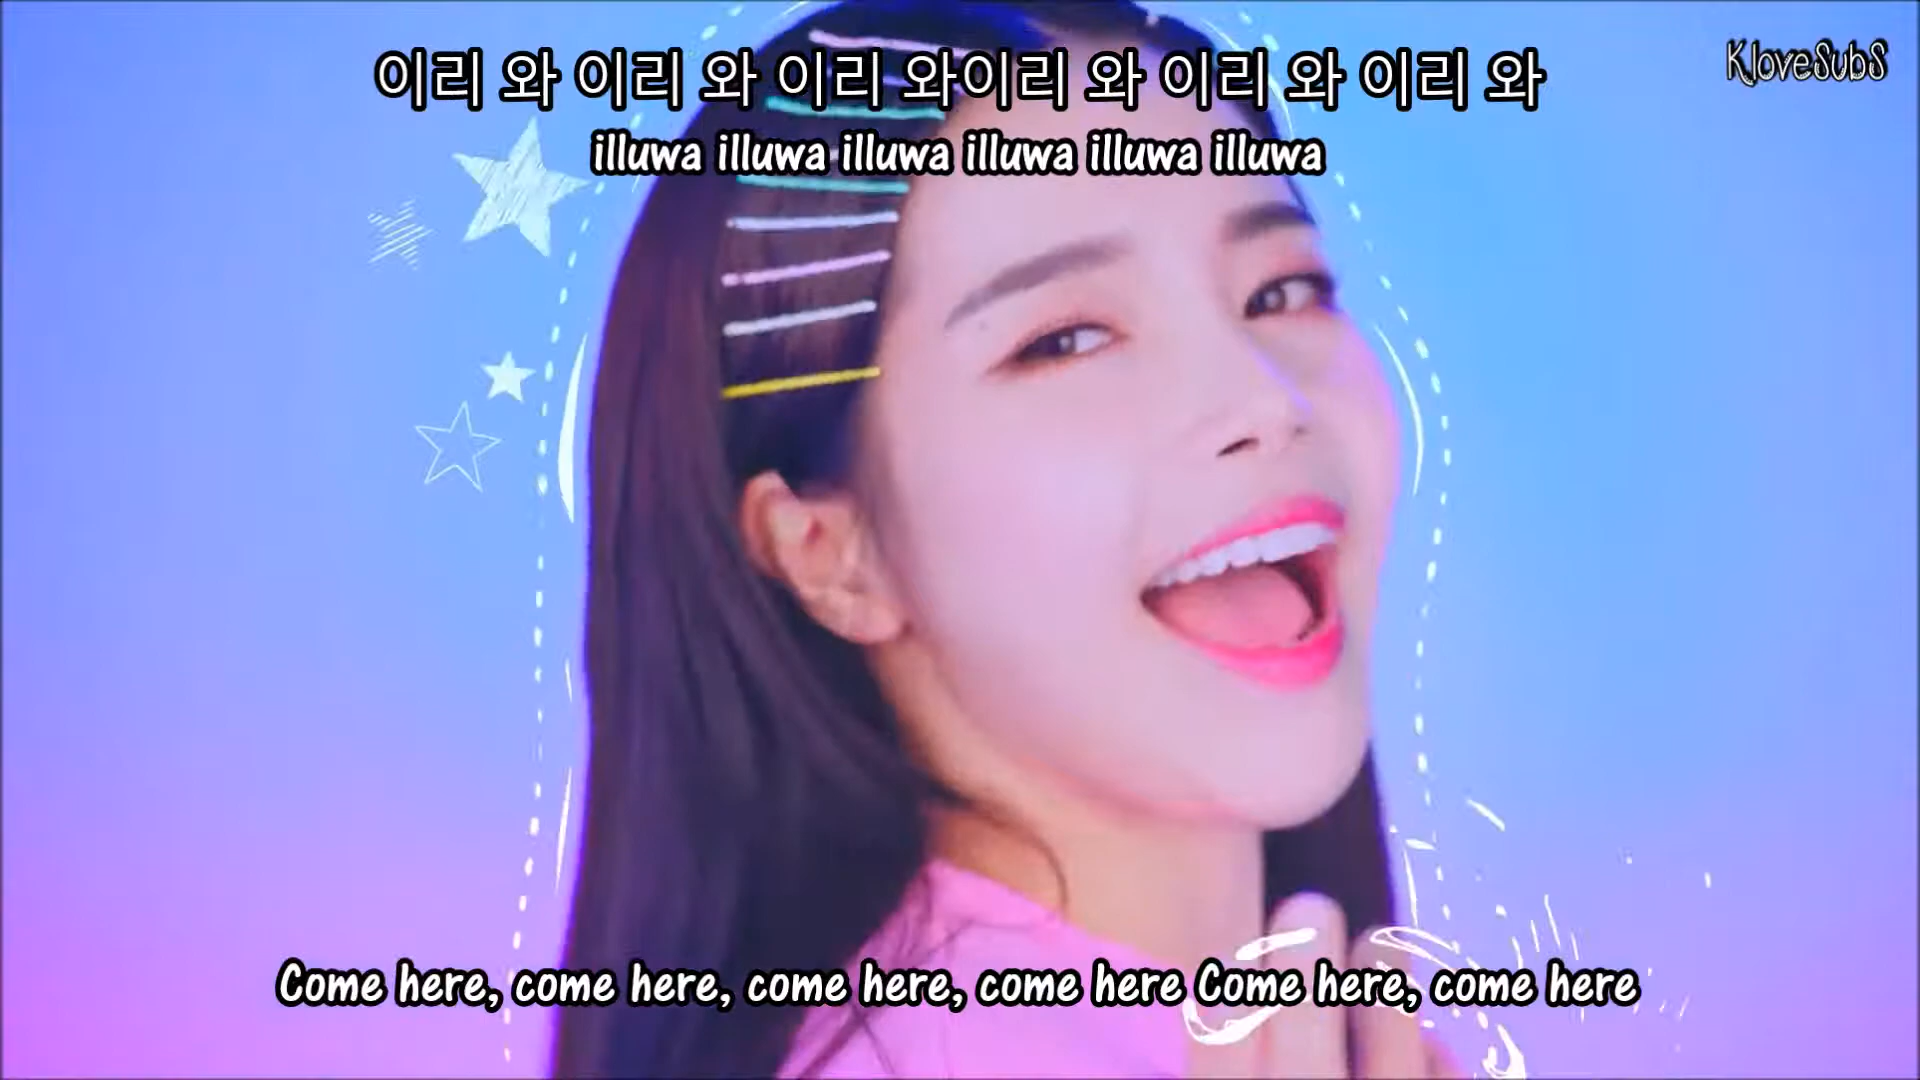 KloveSubS
이리 와 이리 와 이리 와이리 와 이리 와 이리 와
illuwa illuwa illuwa illuwa illuwa illuwa
Come here, come here, come here, come here Come here, come here